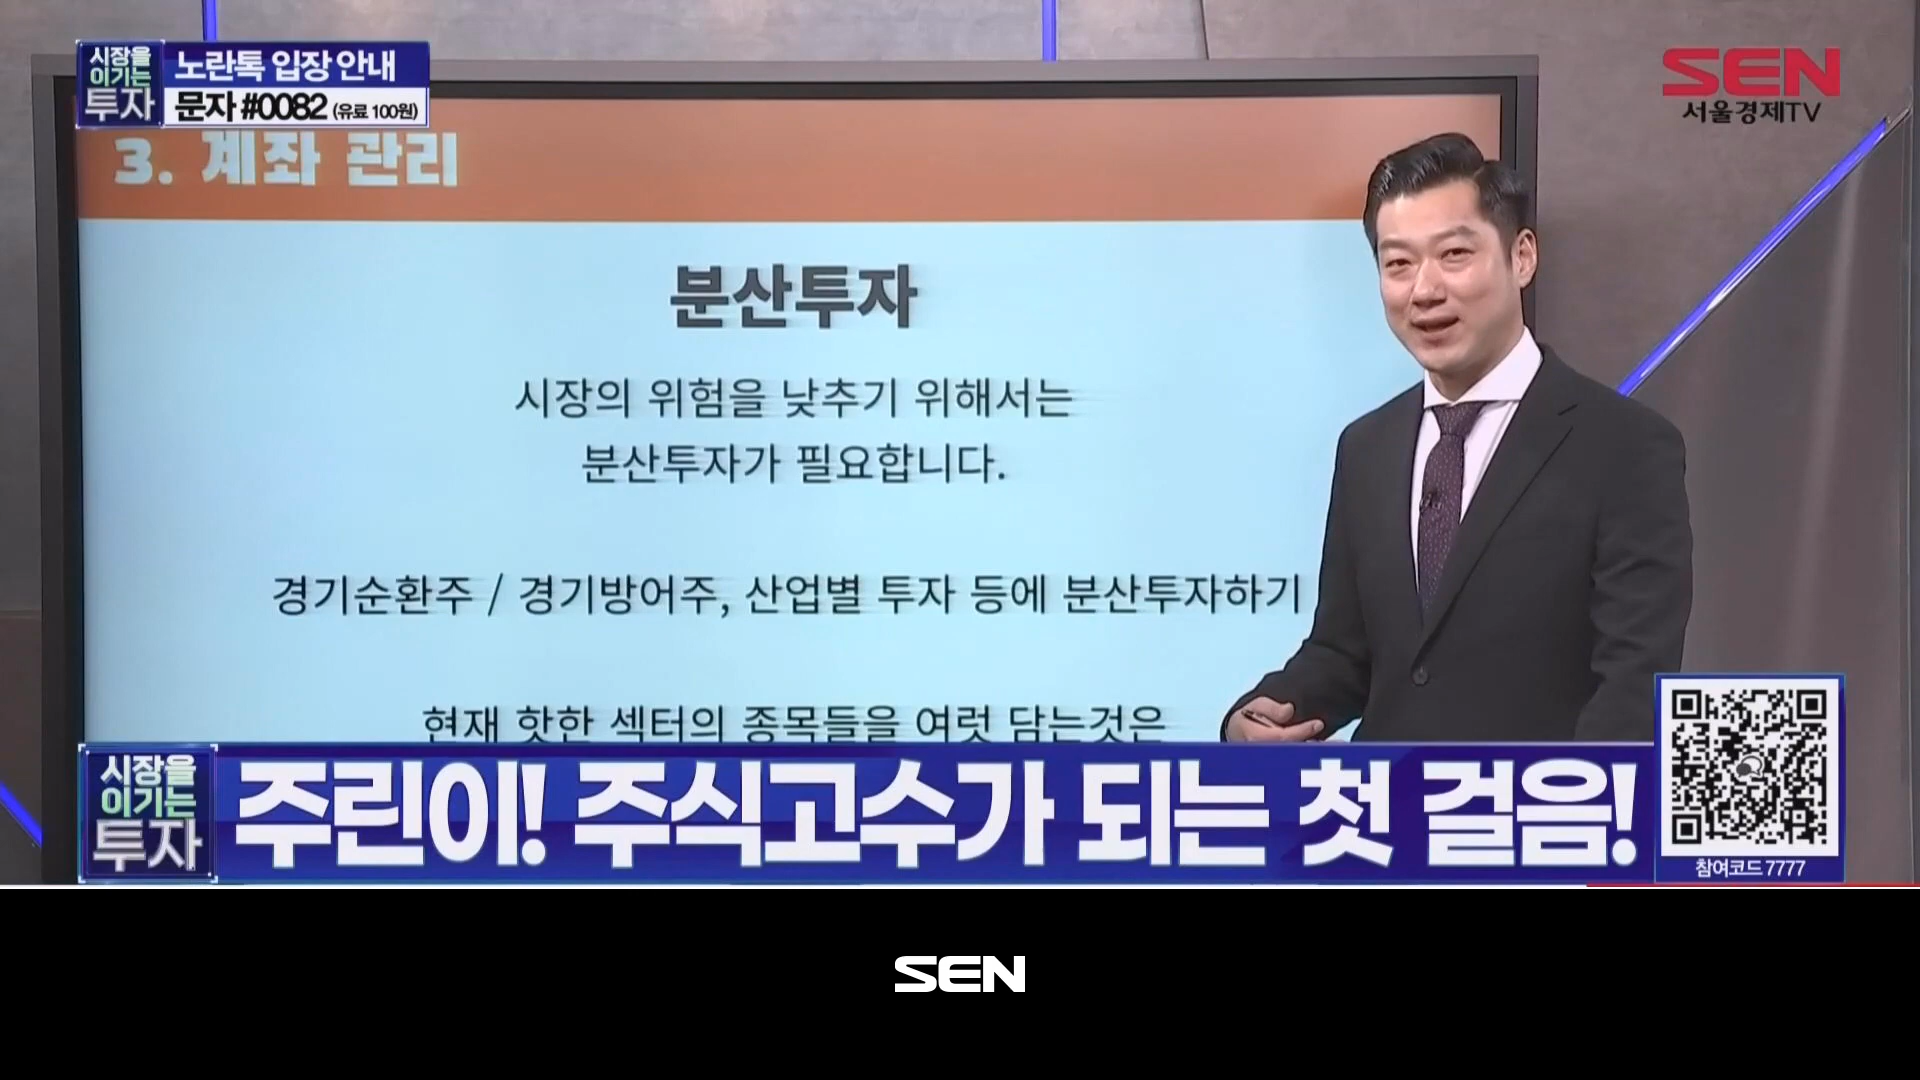 시장을
이기는
투자
노란톡 입장 안내
문자 #0082 (유료 100원)
SEN
서울경제TV
3. 계좌 관리
분산투자
시장의 위험을 낮추기 위해서는
분산투자가 필요합니다.
경기순환주 / 경기방어주, 산업별 투자 등에 분산투자하기
현재 핫한 섹터의 종목들을 여럿 담는것은
시장을
이기는
투자
주린이! 주식고수가 되는 첫 걸음!
참여코드 7777
SEN